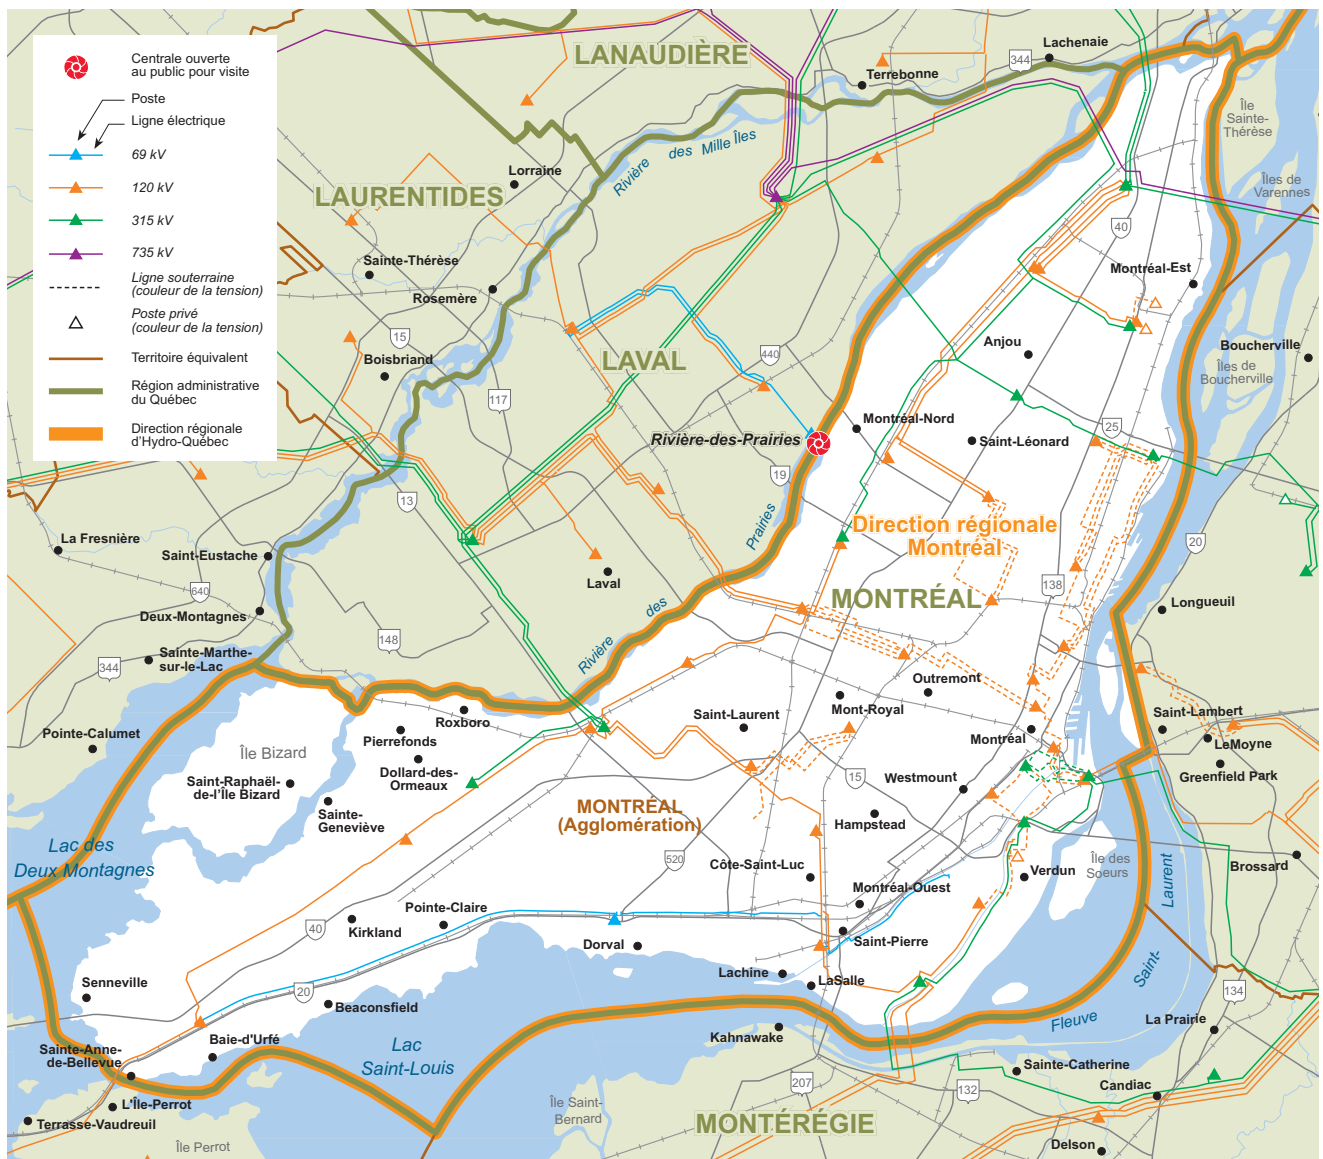 Centrale ouverte
au public pour visite
Poste
Ligne électrique
69 kV
120 kV
315 kV
735 kV
Ligne souterraine
(couleur de la tension)
Poste privé
(couleur de la tension)
Territoire équivalent
Région administrative
du Québec
Direction régionale
d'Hydro-Québec
LANAUDIÈRE
Lachenaie
344
Terrebonne
Île
Sainte-
Thérèse
Rivière
des Mille Îles
Lorraine
LAURENTIDES
Îles de
Varennes
40
Sainte-Thérèse
Rosemère
Montréal-Est
15
Boisbriand
LAVAL
440
Anjou
Boucherville
Îles de
Boucherville
117
Montréal-Nord
25
Rivière-des-Prairies
Saint-Léonard
19
13
Prairies
Direction régionale
Montréal
La Fresnière
Saint-Eustache
20
Laval
640
138
Deux-Montagnes
des
MONTRÉAL
Longueuil
148
Rivière
344
Sainte-Marthe-
sur-le-Lac
Outremont
Roxboro
Mont-Royal
Saint-Laurent
Saint-Lambert
Pointe-Calumet
Île Bizard
Pierrefonds
Montréal
LeMoyne
Dollard-des-
Ormeaux
15
Westmount
Greenfield Park
Saint-Raphaël-
de-l'Île Bizard
Sainte-
Geneviève
MONTRÉAL
(Agglomération)
Hampstead
Lac des
Deux Montagnes
520
Côte-Saint-Luc
Verdun
Île des
Soeurs
Brossard
Montréal-Ouest
Laurent
Pointe-Claire
Kirkland
40
Saint-Pierre
Dorval
Saint-
Senneville
Lachine
LaSalle
20
Beaconsfield
134
Fleuve
La Prairie
Baie-d'Urfé
Kahnawake
Sainte-Anne-
de-Bellevue
Lac
Saint-Louis
Sainte-Catherine
207
132
Candiac
L'Île-Perrot
Île Saint-
Bernard
Terrasse-Vaudreuil
MONTÉRÉGIE
Île Perrot
Delson